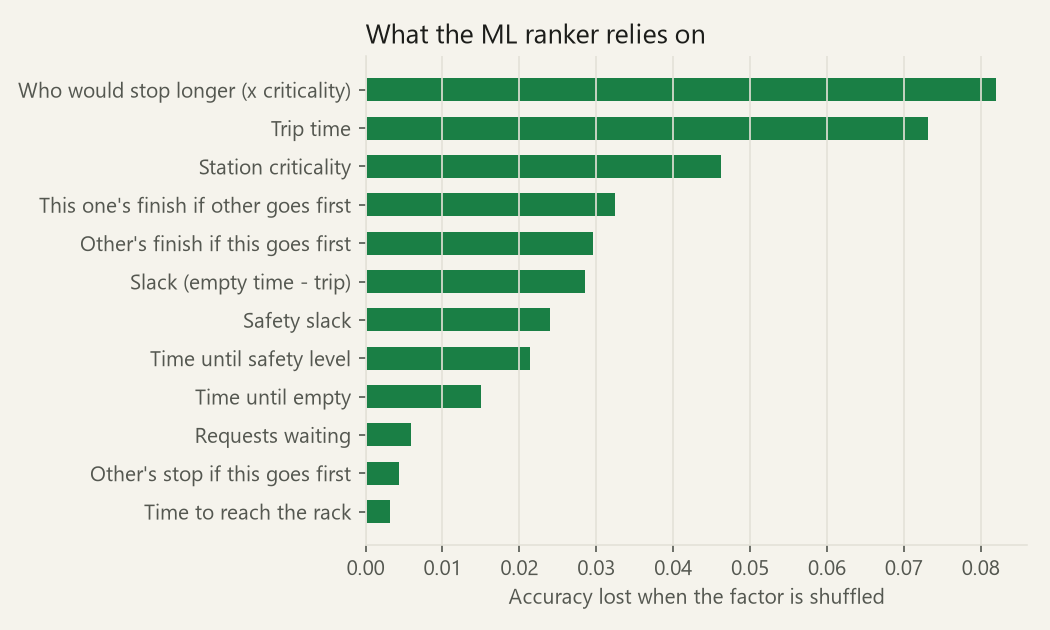 What the ML ranker relies on
Who would stop longer (x criticality)
Trip time
Station criticality
This one's finish if other goes first
Other's finish if this goes first
Slack (empty time - trip)
Safety slack
Time until safety level
Time until empty
Requests waiting
Other's stop if this goes first
Time to reach the rack
0.00 0.01 0.02 0.03 0.04 0.05 0.06 0.07 0.08
Accuracy lost when the factor is shuffled